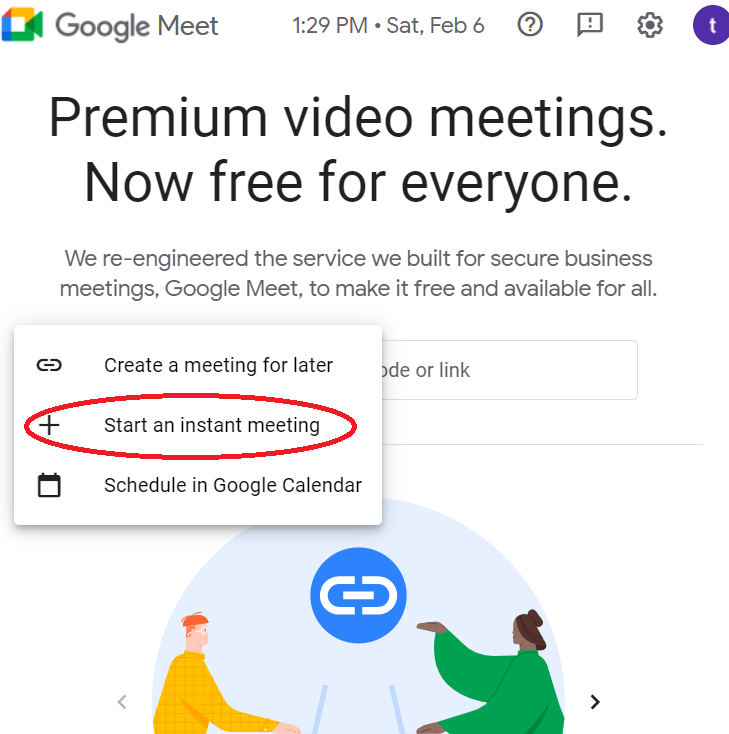 Google Meet 1:29 PM • Sat, Feb 6 t
Premium video meetings.
Now free for everyone.
We re-engineered the service we built for secure business
meetings, Google Meet, to make it free and available for all.
Create a meeting for later
or link
Start an instant meeting
Schedule in Google Calendar